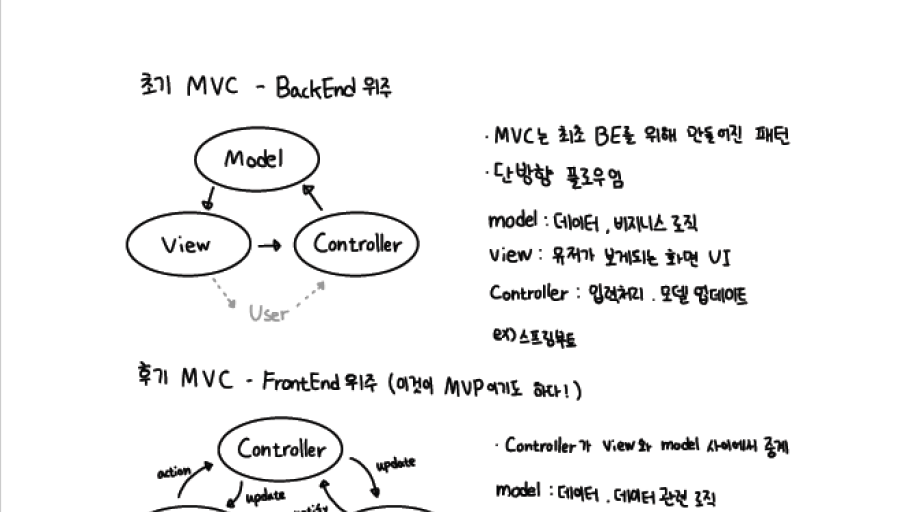 초기 MVC - BackEnd 위주
Model
View
Controller
User
· MVC는 최초 BE를 위해 만들어진 패턴
· 단방향 플로우임
model : 데이터, 비지니스 로직
view : 유저가 보게되는 화면 UI
Controller : 입력처리, 모델 업데이트
ex) 스프링부트
후기 MVC - FrontEnd 위주 (이것이 MVP이기도 하다!)
Controller
action
update
update
· Controller가 view와 model 사이에서 중계
model : 데이터, 데이터 관련 로직